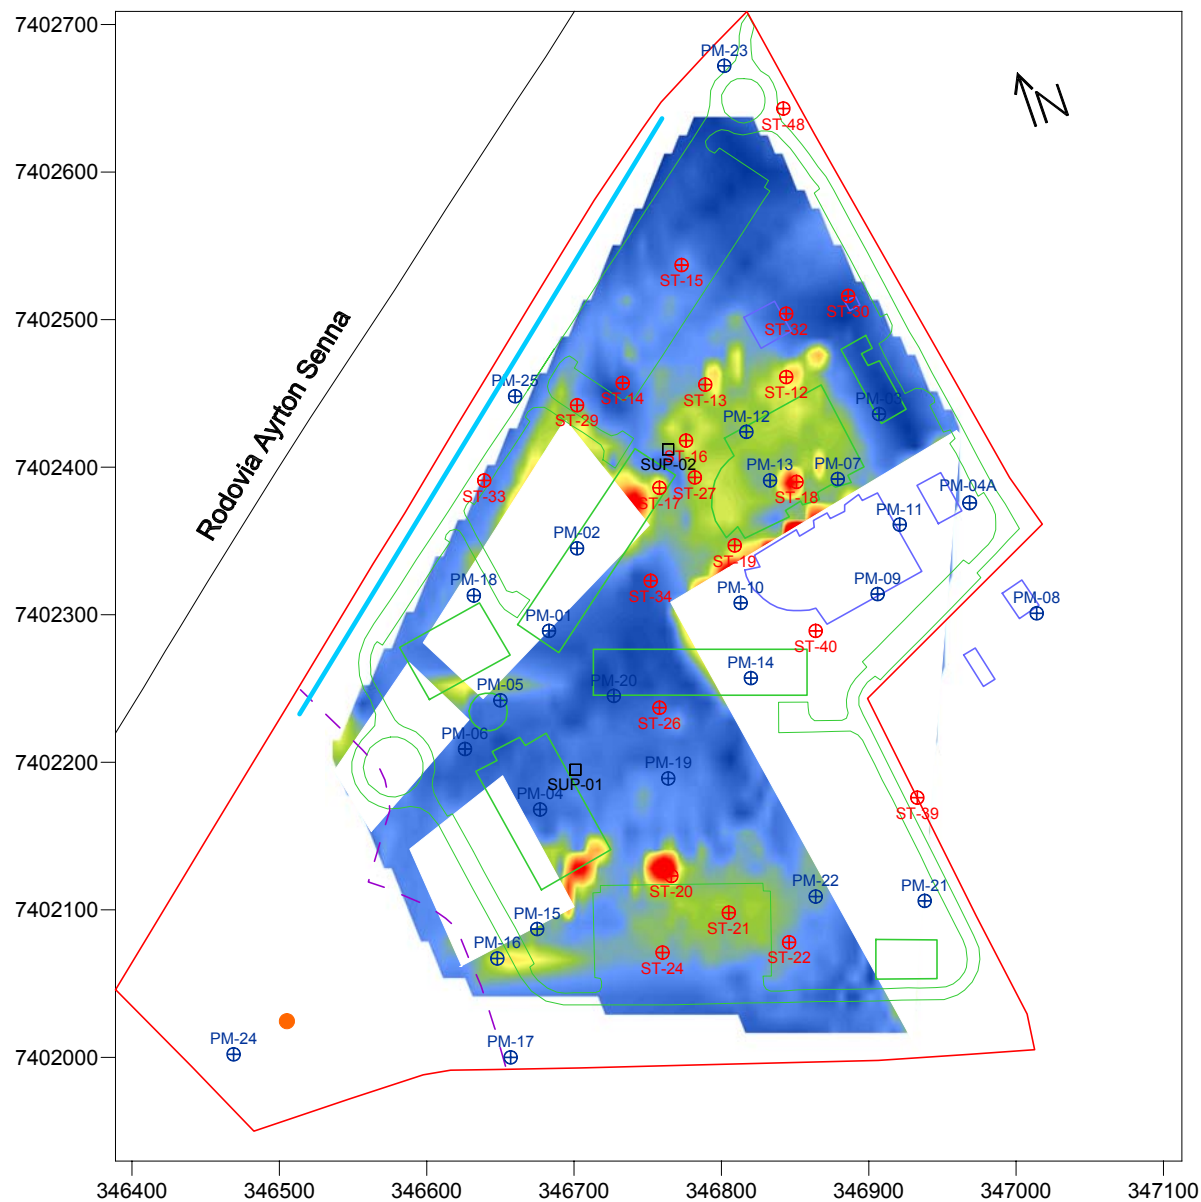 7402700
PM-23
ST-48
N
7402600
ST-15
7402500
ST-30
ST-32
Rodovia Ayrton Senna
PM-25
ST-14
ST-13
ST-12
PM-03
ST-29
PM-12
7402400
ST-16
SUP-02
PM-13
PM-07
ST-33
ST-17
ST-27
ST-18
PM-04A
PM-11
PM-02
ST-19
7402300
PM-18
ST-34
PM-10
PM-09
PM-08
PM-01
ST-40
PM-14
PM-05
PM-20
ST-26
7402200
PM-06
PM-19
SUP-01
PM-04
ST-39
7402100
ST-20
PM-22
PM-21
PM-15
ST-21
PM-16
ST-24
ST-22
7402000
PM-24
PM-17
346400
346500
346600
346700
346800
346900
347000
347100